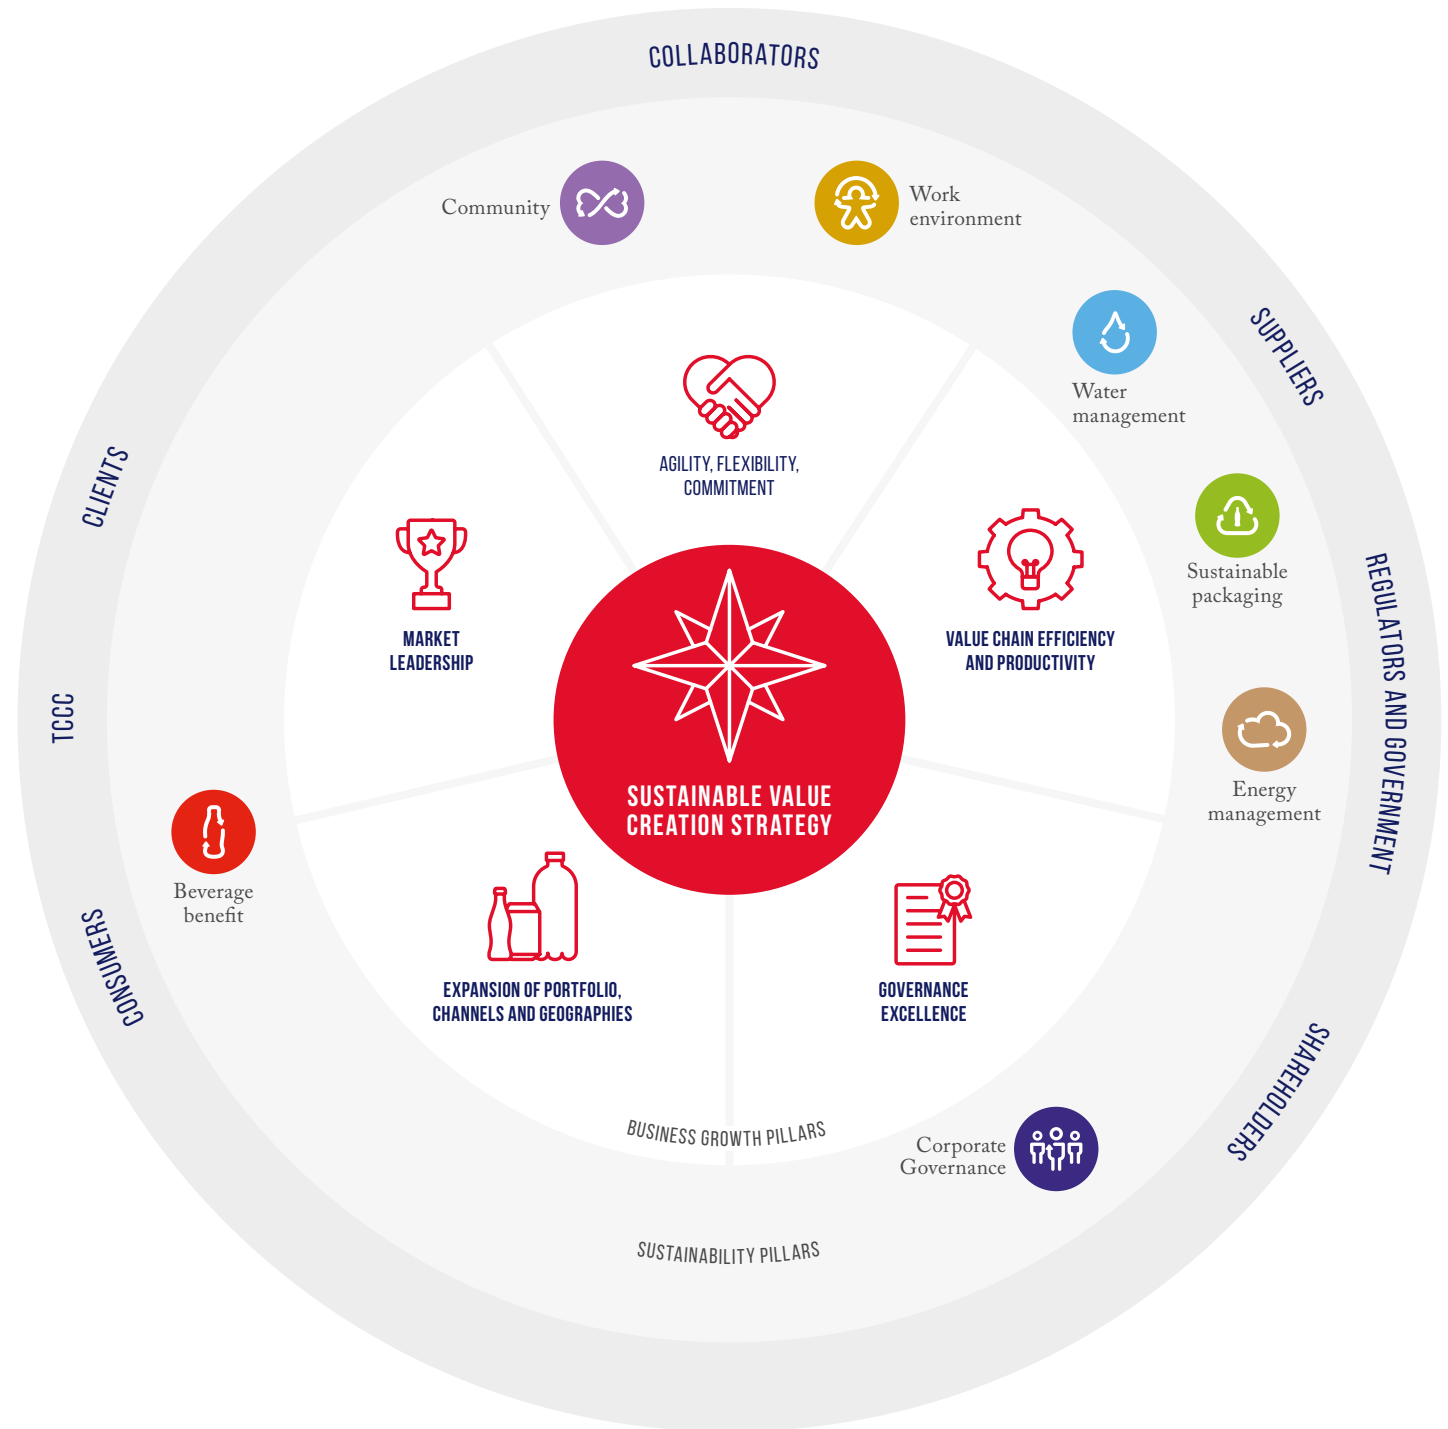 COLLABORATORS
Community
Work
environment
SUPPLIERS
Water
management
AGILITY, FLEXIBILITY,
COMMITMENT
CLIENTS
MARKET
LEADERSHIP
VALUE CHAIN EFFICIENCY
AND PRODUCTIVITY
Sustainable
packaging
REGULATORS AND GOVERNMENT
TCCC
SUSTAINABLE VALUE
CREATION STRATEGY
Energy
management
Beverage
benefit
CONSUMERS
EXPANSION OF PORTFOLIO,
CHANNELS AND GEOGRAPHIES
GOVERNANCE
EXCELLENCE
SHAREHOLDERS
BUSINESS GROWTH PILLARS
Corporate
Governance
SUSTAINABILITY PILLARS